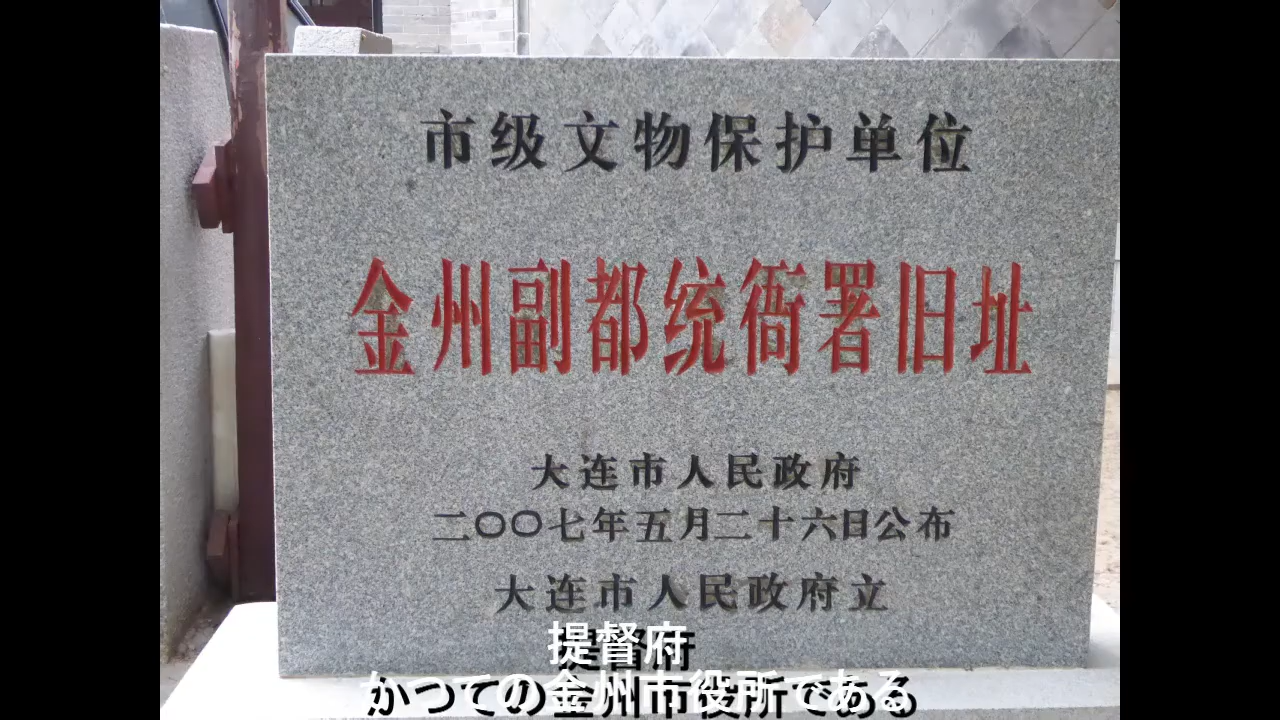 市级文物保护单位
金州副都统衙署旧址
大连市人民政府
二〇〇七年五月二十六日公布
大连市人民政府立
提督府
かつての金州市役所である